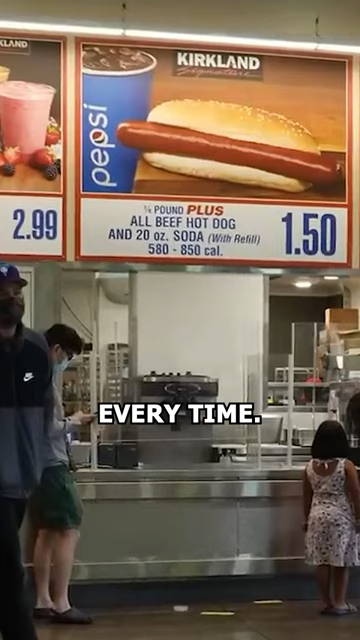 KLAND
KIRKLAND
Signature
pepsi
2.99
1/4 POUND PLUS
ALL BEEF HOT DOG
AND 20 oz. SODA (With Refill)
580 - 850 cal.
1.50
EVERY TIME.